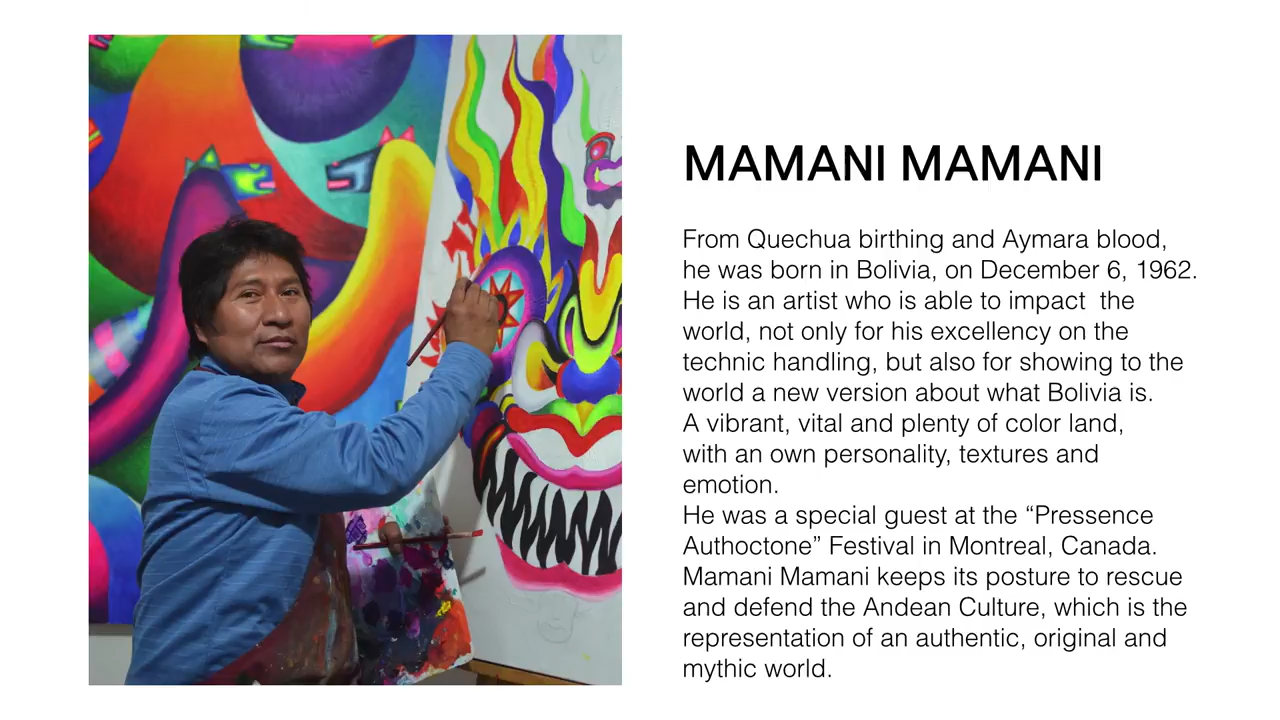 MAMANI MAMANI
From Quechua birthing and Aymara blood,
he was born in Bolivia, on December 6, 1962.
He is an artist who is able to impact  the
world, not only for his excellency on the
technic handling, but also for showing to the
world a new version about what Bolivia is.
A vibrant, vital and plenty of color land,
with an own personality, textures and
emotion.
He was a special guest at the “Pressence
Authoctone” Festival in Montreal, Canada.
Mamani Mamani keeps its posture to rescue
and defend the Andean Culture, which is the
representation of an authentic, original and
mythic world.